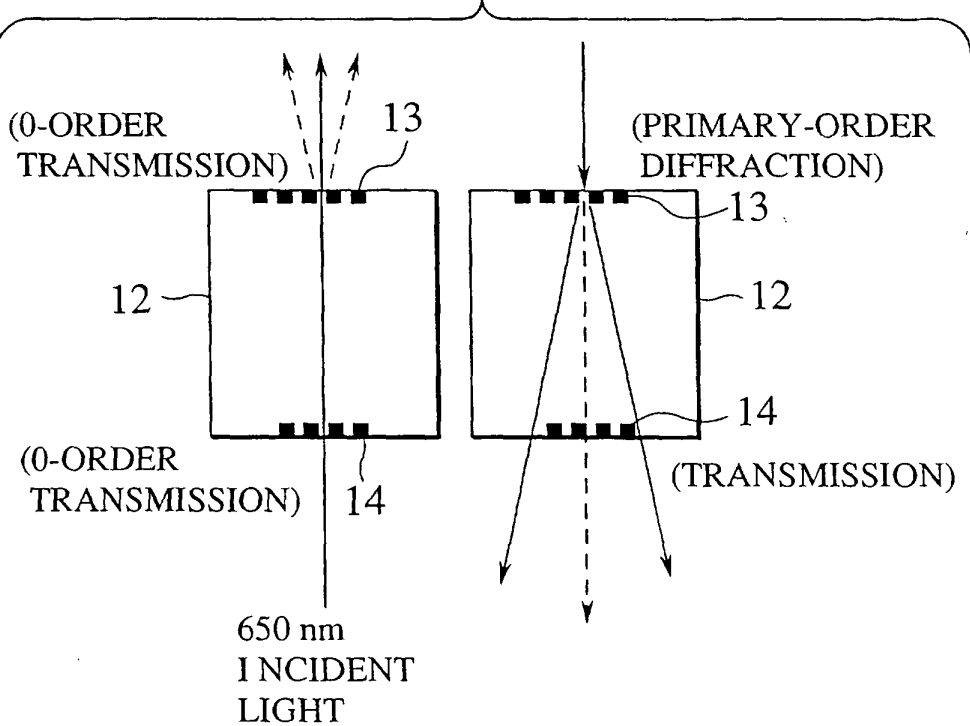 (0-ORDER
TRANSMISSION)
13
12
(0-ORDER
TRANSMISSION)
14
650 nm
I NCIDENT
LIGHT
(PRIMARY-ORDER
DIFFRACTION)
13
12
14
(TRANSMISSION)